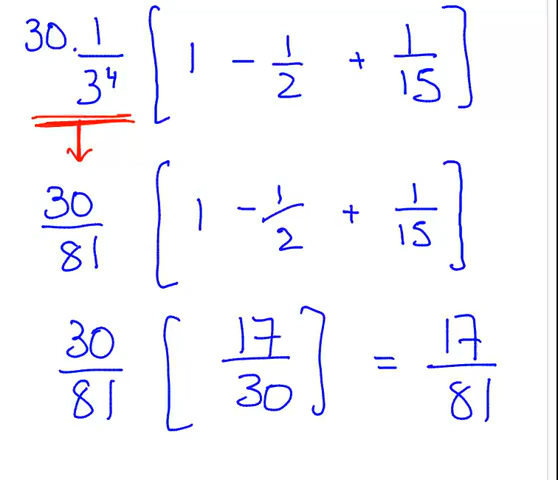 30 · 1/3⁴ [ 1 - 1/2 + 1/15 ]
30/81 [ 1 - 1/2 + 1/15 ]
30/81 [ 17/30 ] = 17/81